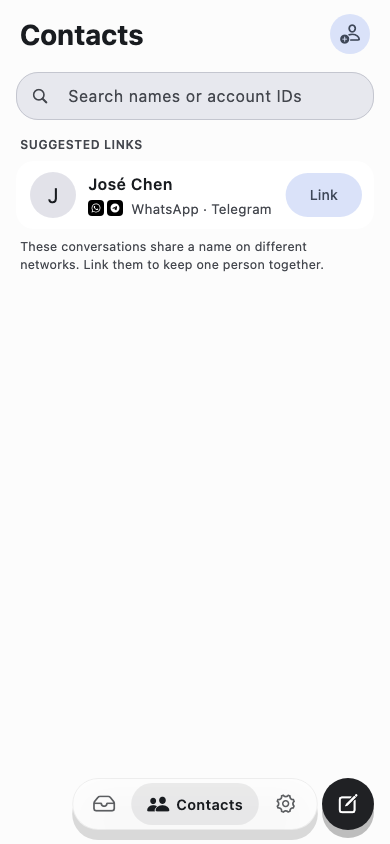 Contacts
Search names or account IDs
SUGGESTED LINKS
J
José Chen
WhatsApp · Telegram
Link
These conversations share a name on different
networks. Link them to keep one person together.
Contacts